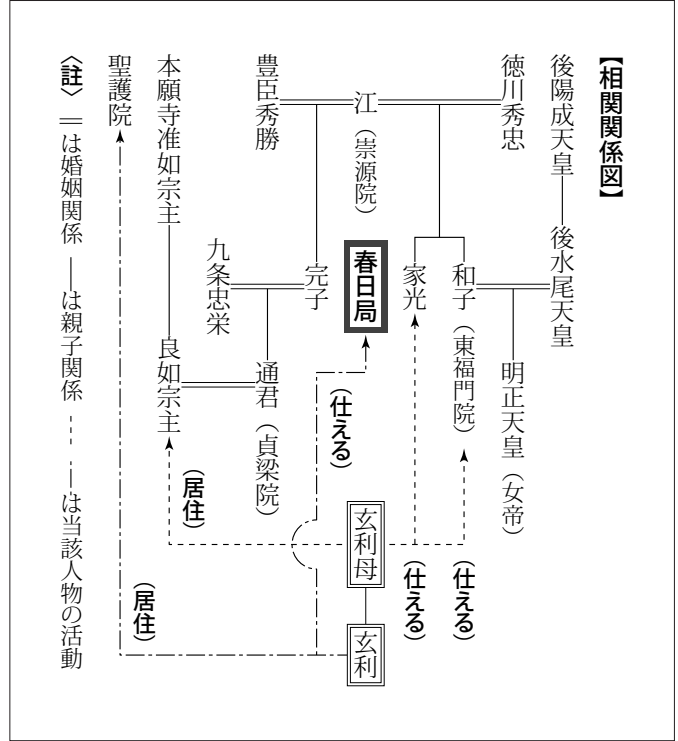 【相関関係図】
後陽成天皇
後水尾天皇
明正天皇（女帝）
徳川秀忠
和子（東福門院）
（仕える）
家光
（仕える）
江（崇源院）
春日局
玄利母
玄利
豊臣秀勝
完子
（仕える）
通君（貞梁院）
九条忠栄
本願寺准如宗主
良如宗主
（居住）
聖護院
（居住）
〈註〉 ＝は婚姻関係 ―は親子関係 - - - －・－は当該人物の活動